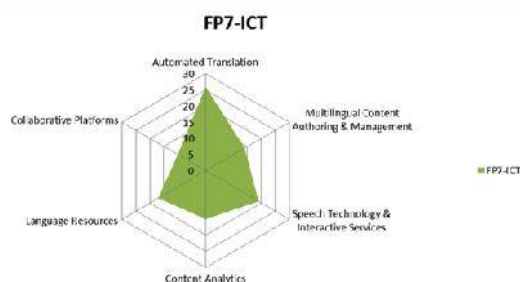 FP7-ICT
Automated Translation
30
25
20
15
10
5
0
Multilingual Content
Authoring & Management
Speech Technology &
Interactive Services
Content Analytics
Language Resources
Collaborative Platforms
FP7-ICT